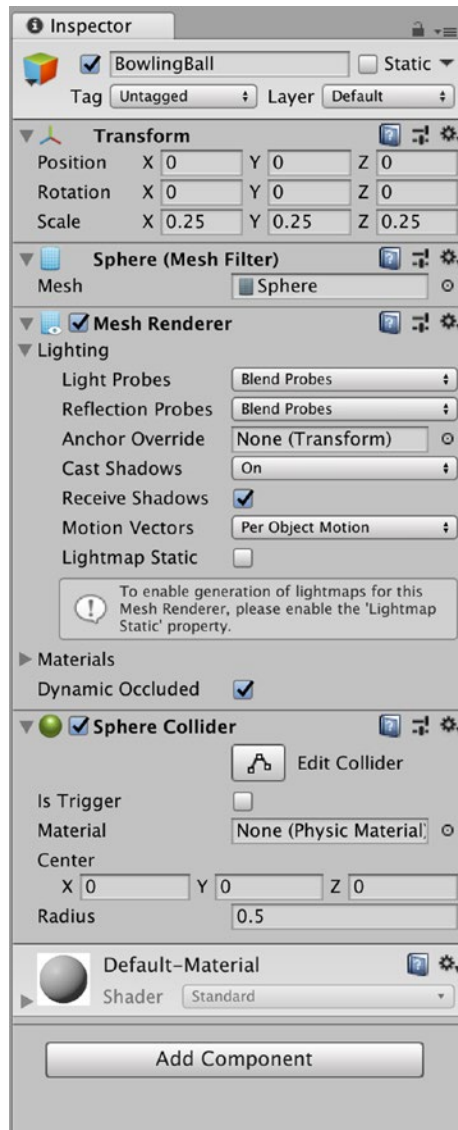 Inspector
BowlingBall Static
Tag Untagged Layer Default
Transform
Position X 0 Y 0 Z 0
Rotation X 0 Y 0 Z 0
Scale X 0.25 Y 0.25 Z 0.25
Sphere (Mesh Filter)
Mesh Sphere
Mesh Renderer
Lighting
Light Probes Blend Probes
Reflection Probes Blend Probes
Anchor Override None (Transform)
Cast Shadows On
Receive Shadows
Motion Vectors Per Object Motion
Lightmap Static
To enable generation of lightmaps for this
Mesh Renderer, please enable the 'Lightmap
Static' property.
Materials
Dynamic Occluded
Sphere Collider
Edit Collider
Is Trigger
Material None (Physic Material)
Center
X 0 Y 0 Z 0
Radius 0.5
Default-Material
Shader Standard
Add Component